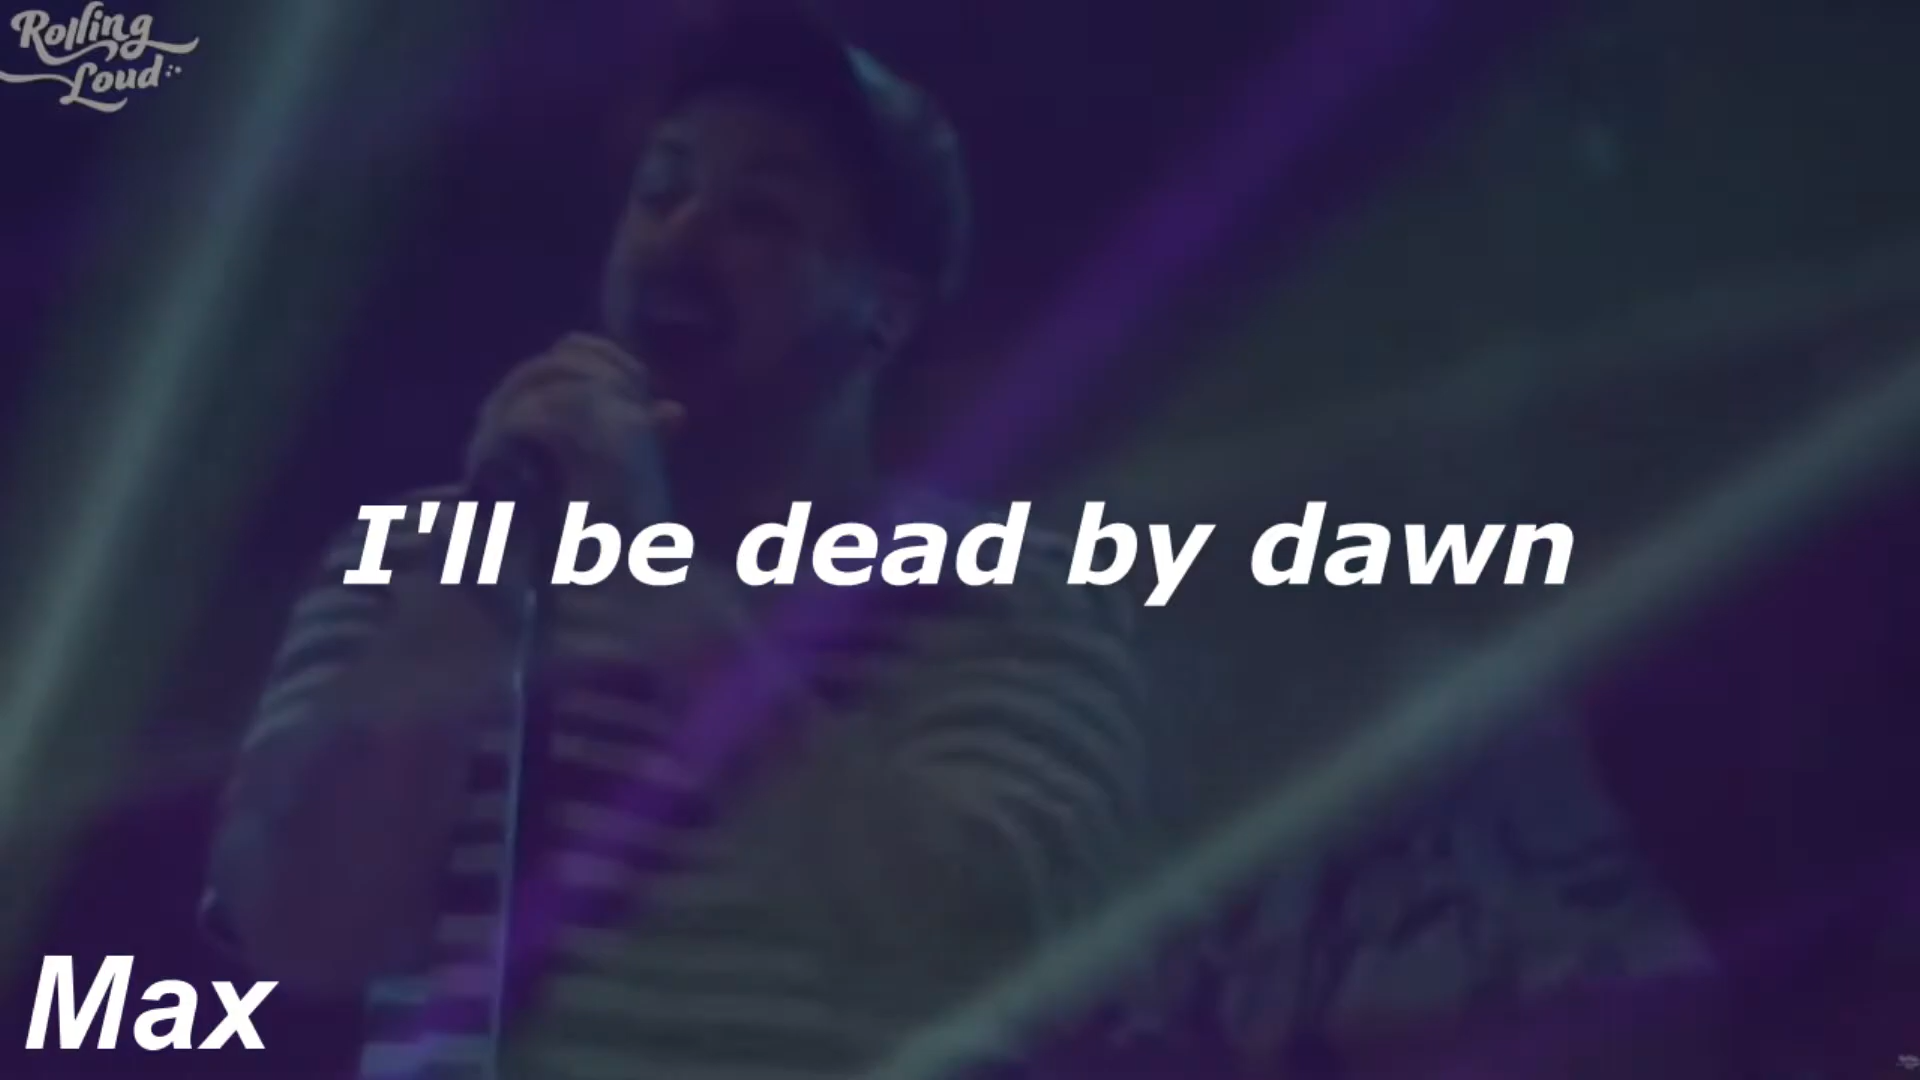 Rolling
Loud
I'll be dead by dawn
Max